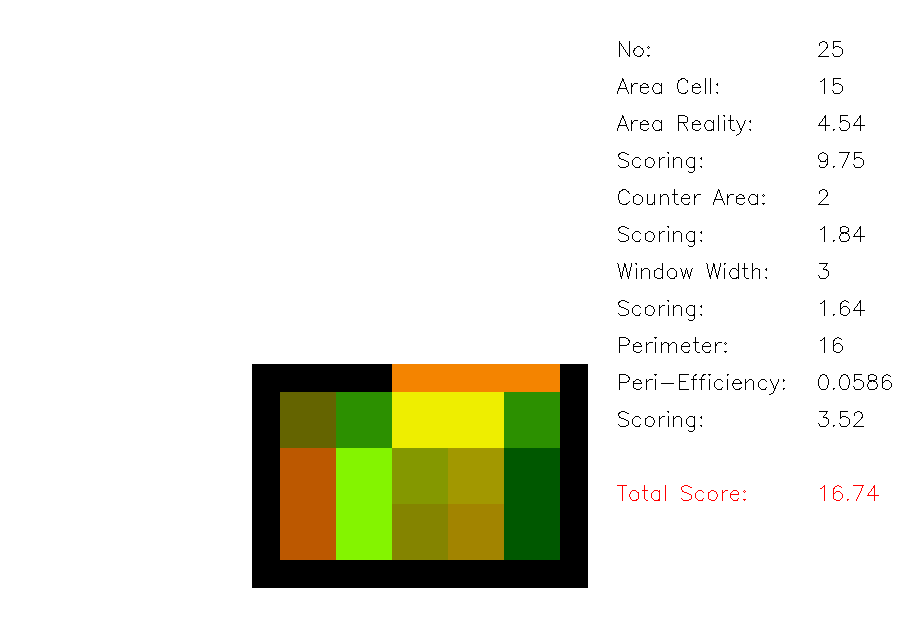 No: 25
Area Cell: 15
Area Reality: 4.54
Scoring: 9.75
Counter Area: 2
Scoring: 1.84
Window Width: 3
Scoring: 1.64
Perimeter: 16
Peri-Efficiency: 0.0586
Scoring: 3.52
Total Score: 16.74